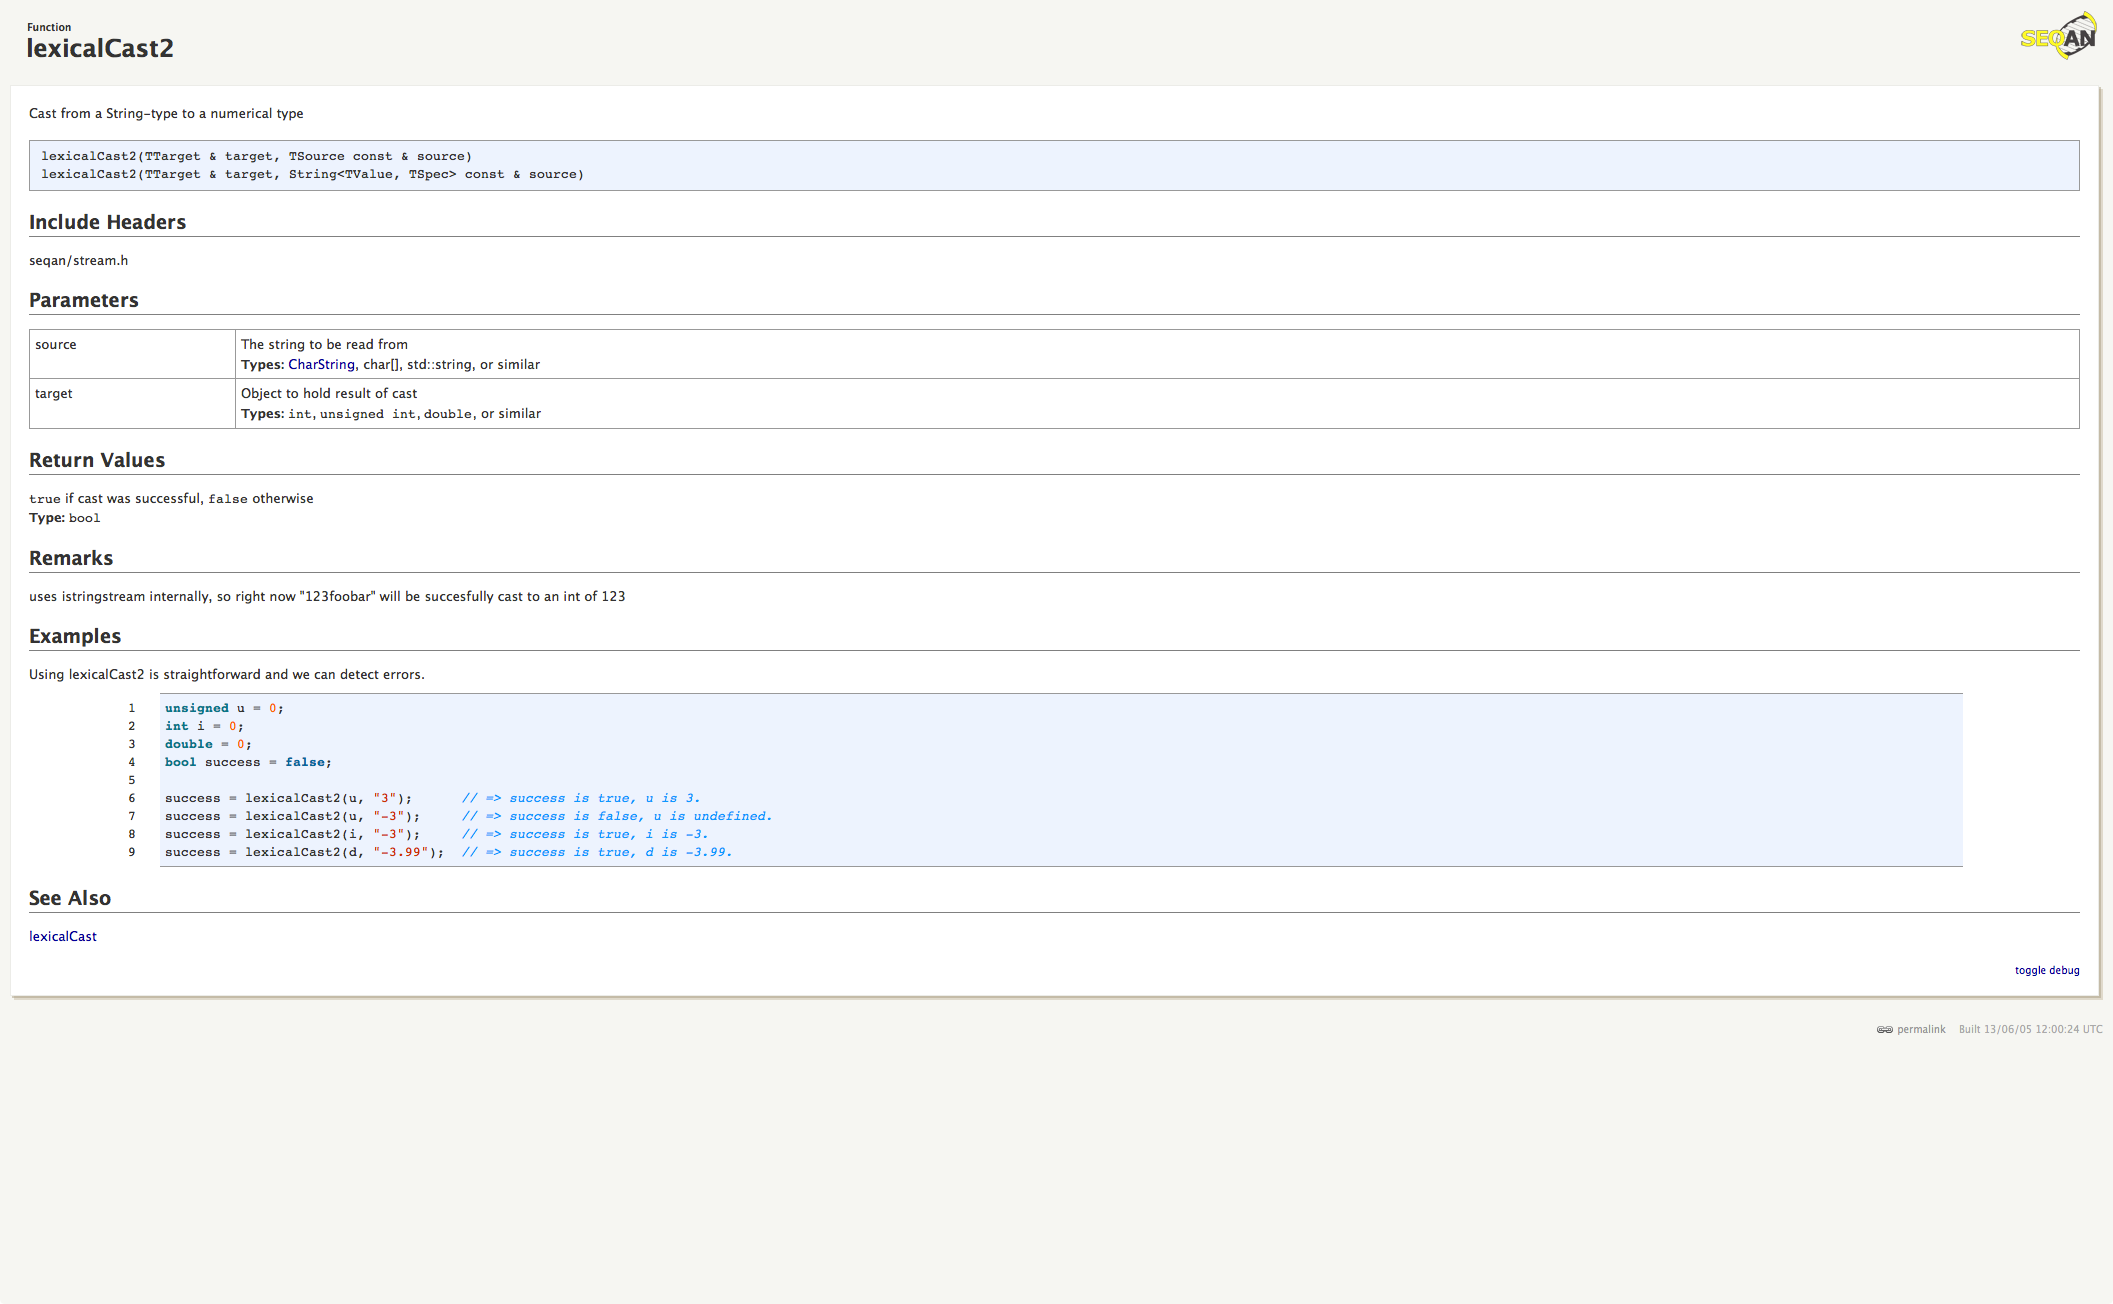 Function
lexicalCast2
SEQAN
Cast from a String-type to a numerical type
lexicalCast2(TTarget & target, TSource const & source)
lexicalCast2(TTarget & target, String<TValue, TSpec> const & source)
Include Headers
seqan/stream.h
Parameters
source
The string to be read from
Types: CharString, char[], std::string, or similar
target
Object to hold result of cast
Types: int, unsigned int, double, or similar
Return Values
true if cast was successful, false otherwise
Type: bool
Remarks
uses istringstream internally, so right now "123foobar" will be succesfully cast to an int of 123
Examples
Using lexicalCast2 is straightforward and we can detect errors.
1 unsigned u = 0;
2 int i = 0;
3 double = 0;
4 bool success = false;
5
6 success = lexicalCast2(u, "3"); // => success is true, u is 3.
7 success = lexicalCast2(u, "-3"); // => success is false, u is undefined.
8 success = lexicalCast2(i, "-3"); // => success is true, i is -3.
9 success = lexicalCast2(d, "-3.99"); // => success is true, d is -3.99.
See Also
lexicalCast
toggle debug
permalink Built 13/06/05 12:00:24 UTC